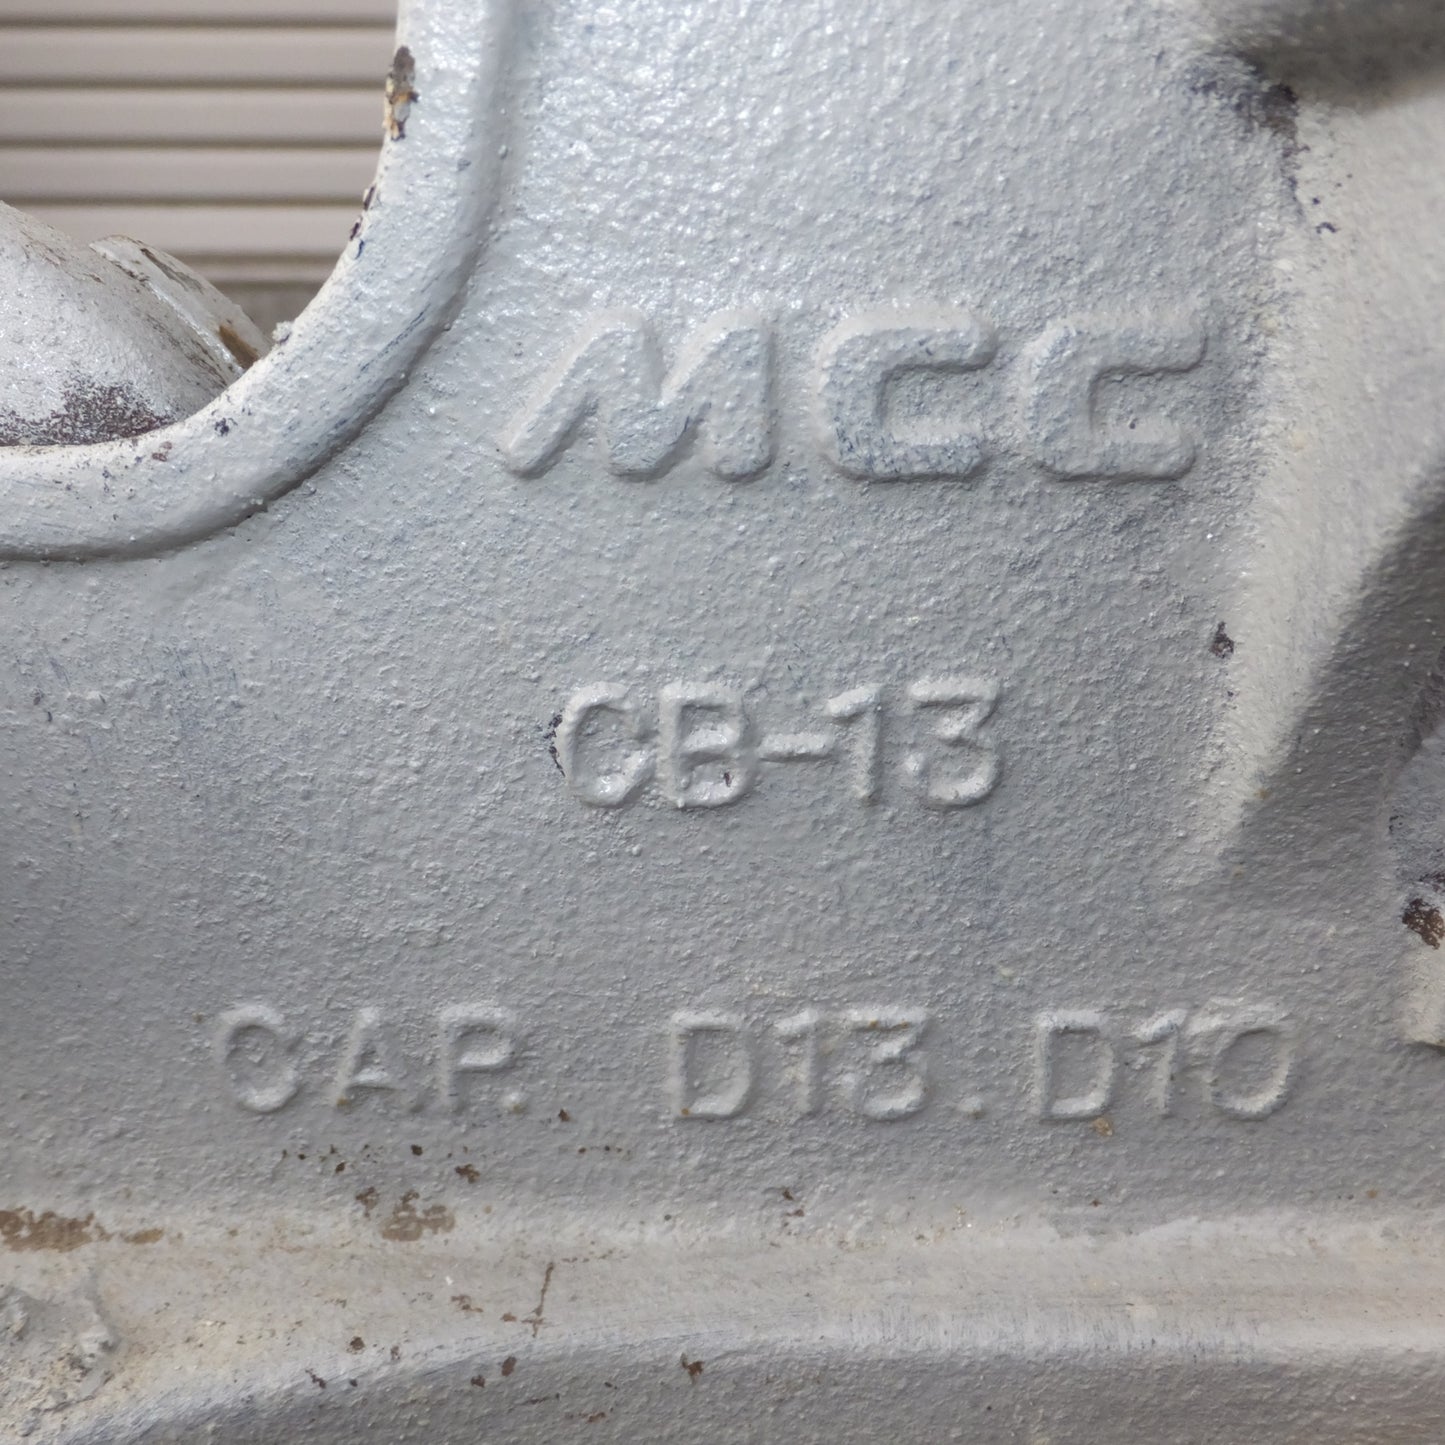 MCC
CB-13
CAP. D13. D10